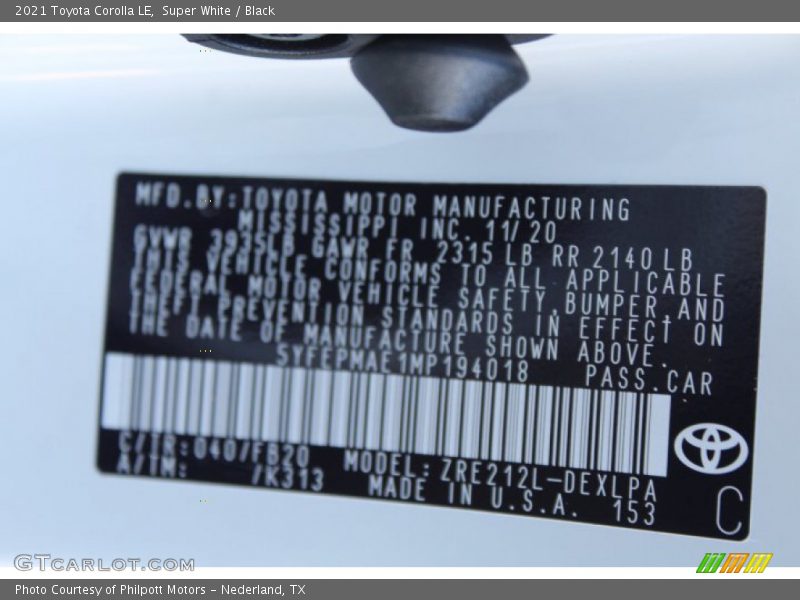 2021 Toyota Corolla LE, Super White / Black
MFD.BY:TOYOTA MOTOR MANUFACTURING
MISSISSIPPI INC. 11/20
GVWR 3935LB GAWR FR 2315 LB RR 2140 LB
THIS VEHICLE CONFORMS TO ALL APPLICABLE
FEDERAL MOTOR VEHICLE SAFETY,BUMPER,AND
THEFT PREVENTION STANDARDS IN EFFECT ON
THE DATE OF MANUFACTURE SHOWN ABOVE.
5YFEPMAE1MP194018 PASS.CAR
C/TR:040/FB20 MODEL:ZRE212L-DEXLPA
A/TM: /K313 MADE IN U.S.A. 153
C
GTCARLOT.COM
Photo Courtesy of Philpott Motors - Nederland, TX